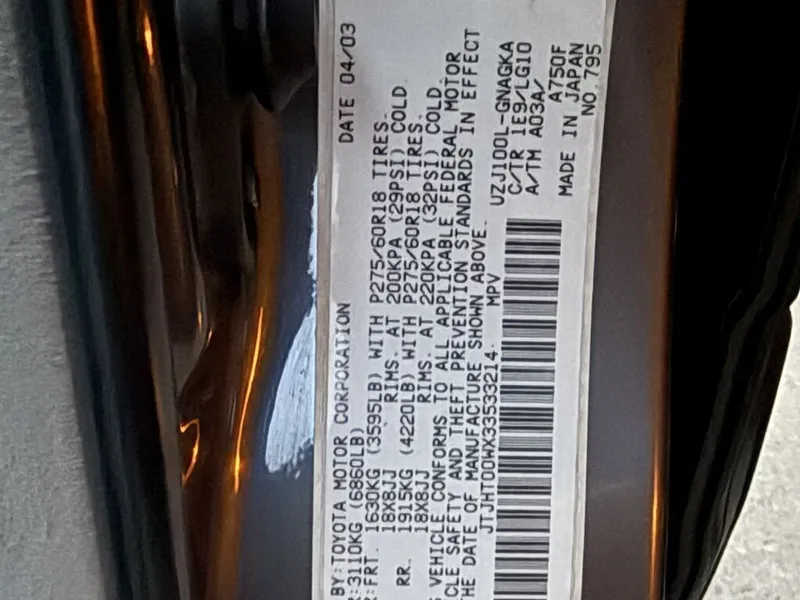 BY:TOYOTA MOTOR CORPORATION DATE 04/03
:3110KG (6860LB)
:FRT. 1630KG (3595LB) WITH P275/60R18 TIRES.
18X8JJ RIMS. AT 200KPA (29PSI) COLD.
RR. 1915KG (4220LB) WITH P275/60R18 TIRES.
18X8JJ RIMS. AT 220KPA (32PSI) COLD.
VEHICLE CONFORMS TO ALL APPLICABLE FEDERAL MOTOR
CLE SAFETY AND THEFT PREVENTION STANDARDS IN EFFECT
THE DATE OF MANUFACTURE SHOWN ABOVE.
JTJHT00WX33533214. MPV UZJ100L-GNAGKA
C/TR 1E9/LG10
A/TM A03A/ A750F
MADE IN JAPAN
NO.795